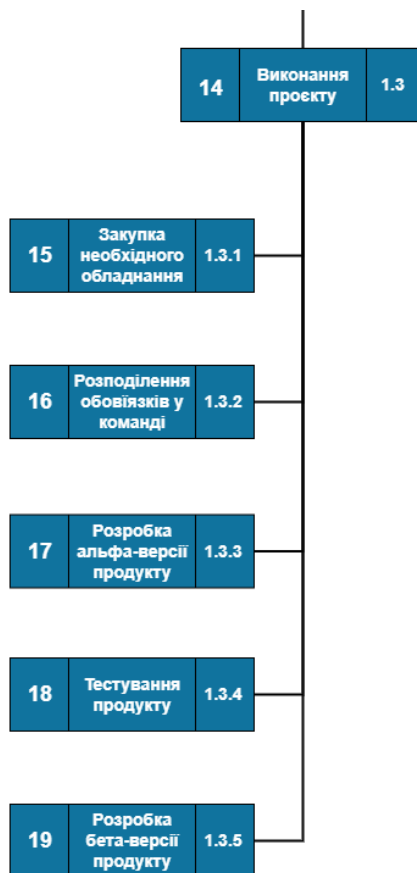 14
Виконання
проєкту
1.3
15
Закупка
необхідного
обладнання
1.3.1
16
Розподілення
обовїязків у
команді
1.3.2
17
Розробка
альфа-версії
продукту
1.3.3
18
Тестування
продукту
1.3.4
19
Розробка
бета-версії
продукту
1.3.5